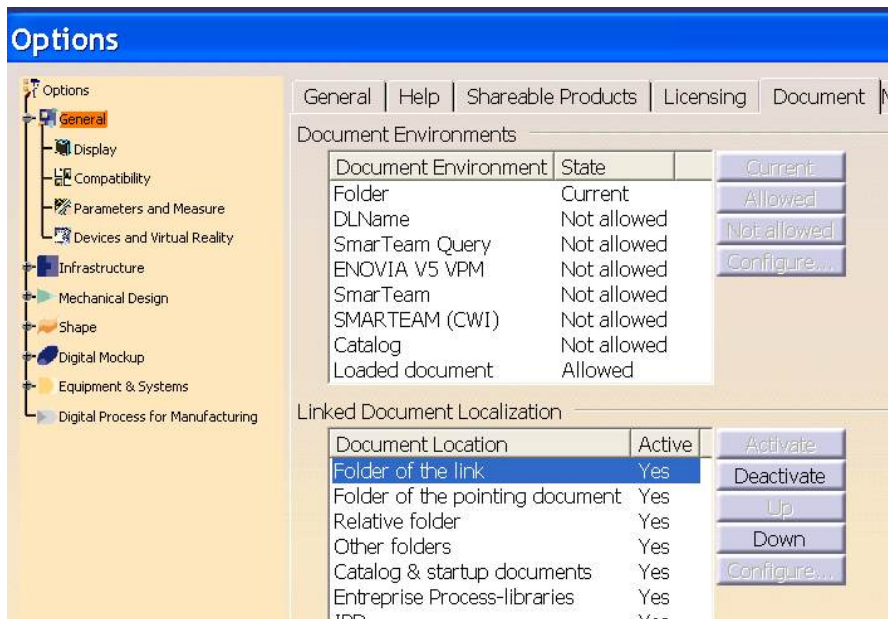 Options
Options
General
Display
Compatibility
Parameters and Measure
Devices and Virtual Reality
Infrastructure
Mechanical Design
Shape
Digital Mockup
Equipment & Systems
Digital Process for Manufacturing
General Help Shareable Products Licensing Document
Document Environments
Document Environment State
Folder Current
DLName Not allowed
SmarTeam Query Not allowed
ENOVIA V5 VPM Not allowed
SmarTeam Not allowed
SMARTEAM (CWI) Not allowed
Catalog Not allowed
Loaded document Allowed
Current
Allowed
Not allowed
Configure...
Linked Document Localization
Document Location Active
Folder of the link Yes
Folder of the pointing document Yes
Relative folder Yes
Other folders Yes
Catalog & startup documents Yes
Entreprise Process-libraries Yes
Activate
Deactivate
Up
Down
Configure...